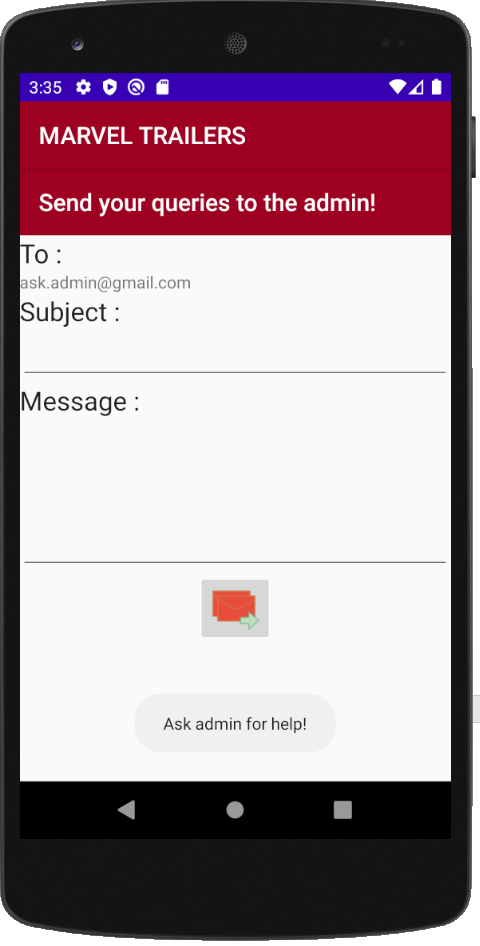 3:35
MARVEL TRAILERS
Send your queries to the admin!
To :
ask.admin@gmail.com
Subject :
Message :
Ask admin for help!